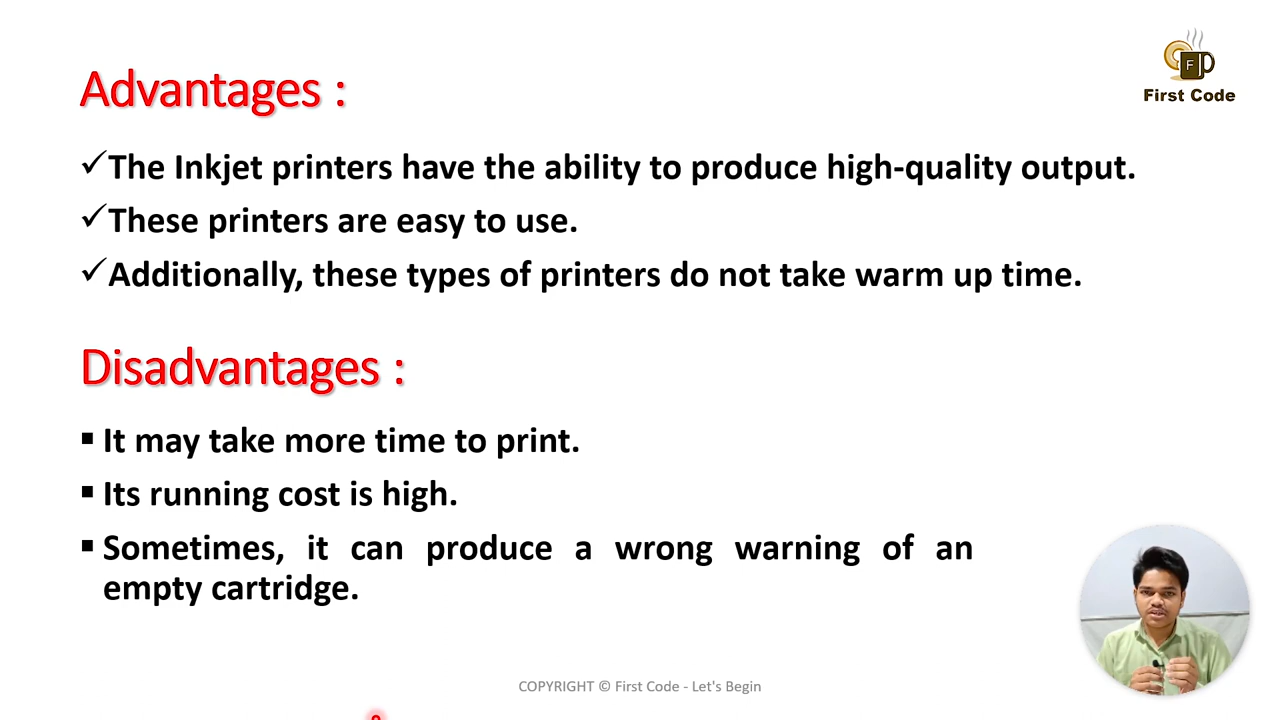 First Code
Advantages :
✓The Inkjet printers have the ability to produce high-quality output.
✓These printers are easy to use.
✓Additionally, these types of printers do not take warm up time.
Disadvantages :
▪ It may take more time to print.
▪ Its running cost is high.
▪ Sometimes, it can produce a wrong warning of an
empty cartridge.
COPYRIGHT © First Code - Let's Begin